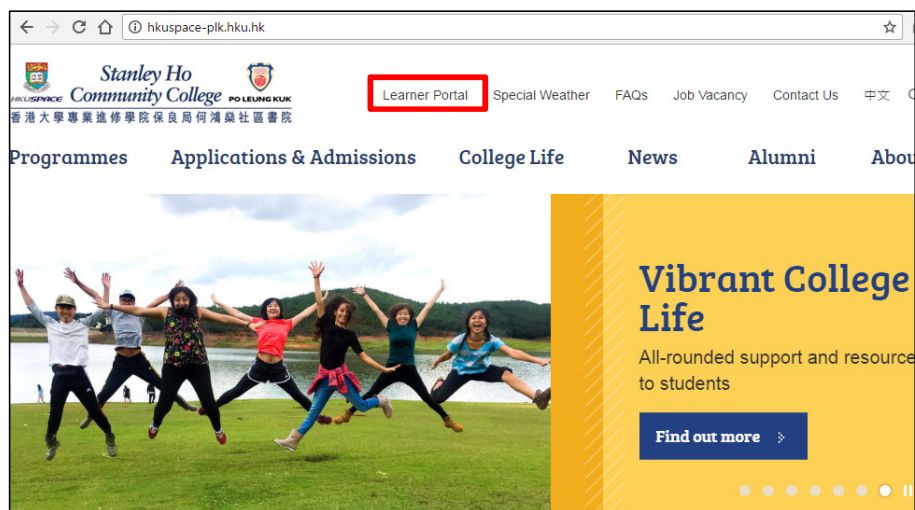 hkuspace-plk.hku.hk
Stanley Ho
Community College
HKUSPACE
POLEUNGKUK
香港大學專業進修學院保良局何鴻燊社區書院
Learner Portal Special Weather FAQs Job Vacancy Contact Us 中文
Programmes Applications & Admissions College Life News Alumni Abou
Vibrant College
Life
All-rounded support and resource
to students
Find out more